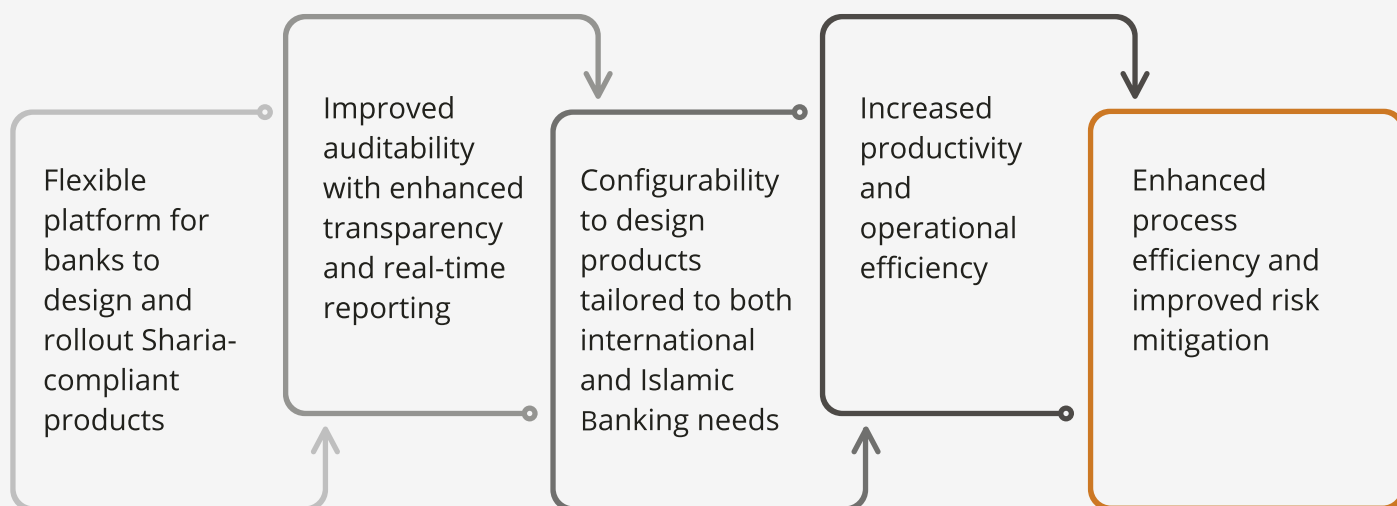 Flexible
platform for
banks to
design and
rollout Sharia-
compliant
products
Improved
auditability
with enhanced
transparency
and real-time
reporting
Configurability
to design
products
tailored to both
international
and Islamic
Banking needs
Increased
productivity
and
operational
efficiency
Enhanced
process
efficiency and
improved risk
mitigation